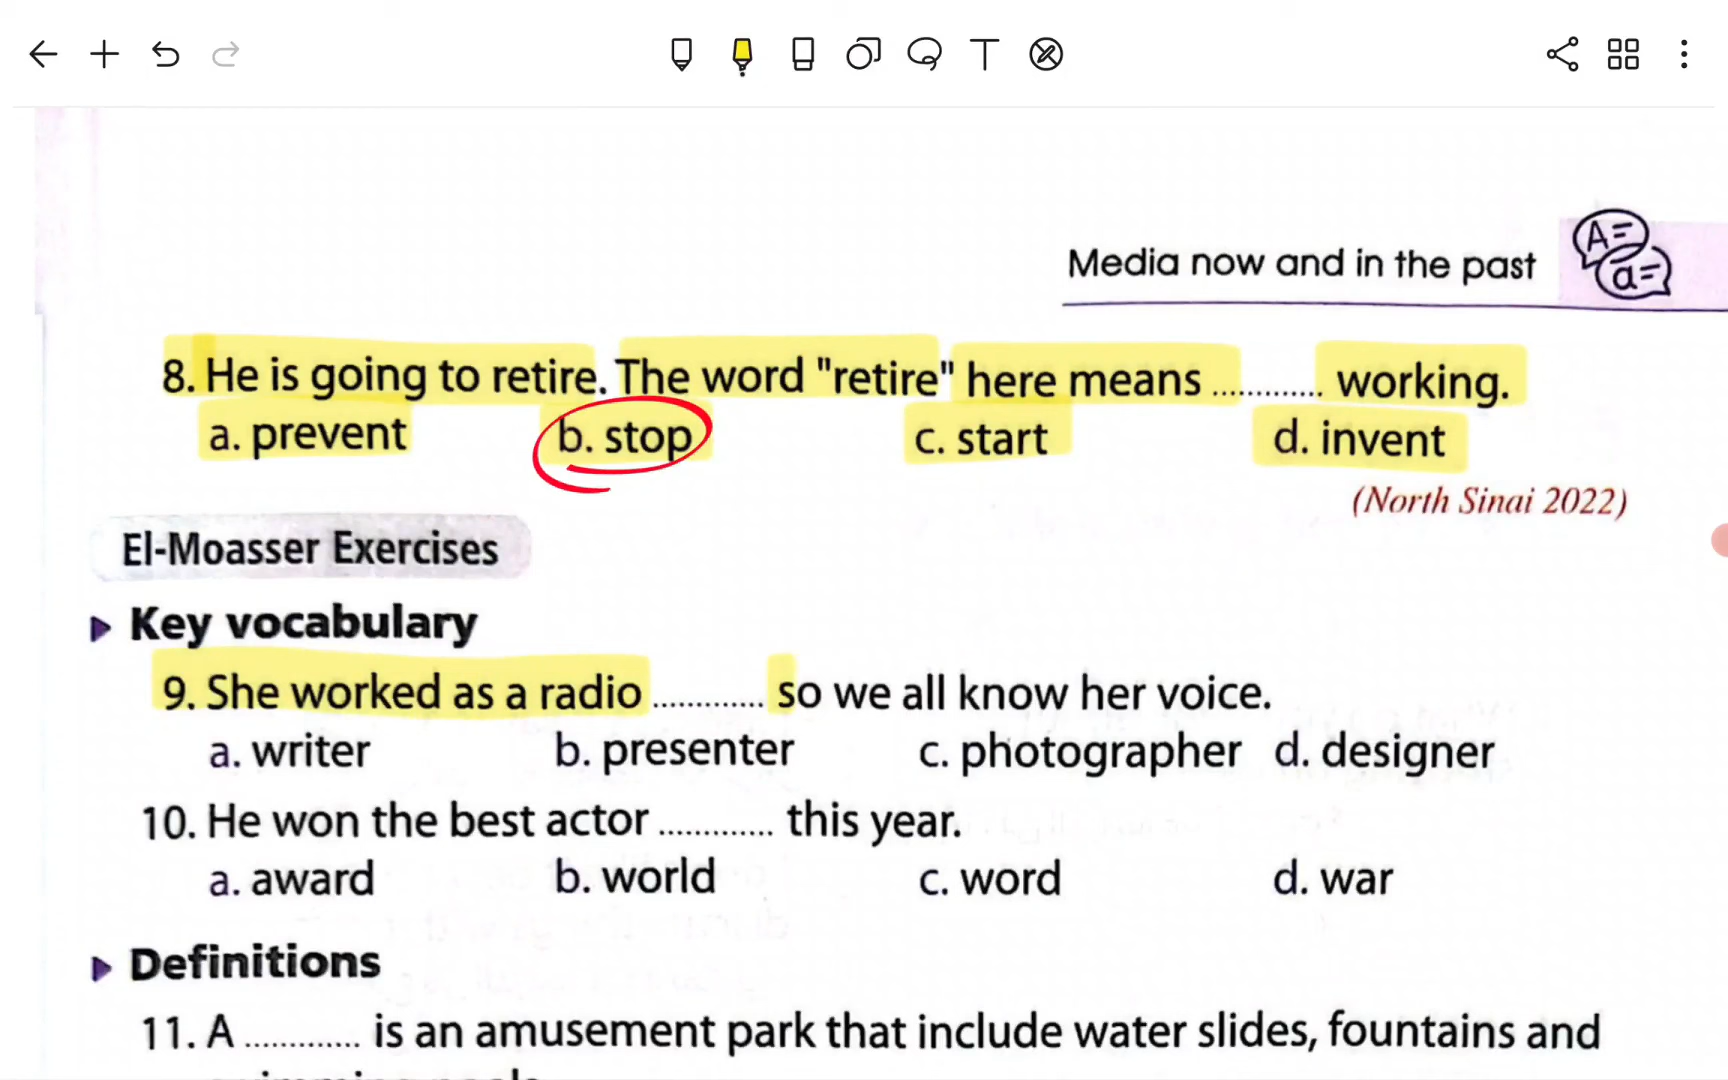 Media now and in the past
A=
a=
8. He is going to retire. The word "retire" here means ............ working.
a. prevent b. stop c. start d. invent
(North Sinai 2022)
El-Moasser Exercises
Key vocabulary
9. She worked as a radio ............ so we all know her voice.
a. writer b. presenter c. photographer d. designer
10. He won the best actor ............ this year.
a. award b. world c. word d. war
Definitions
11. A ............ is an amusement park that include water slides, fountains and